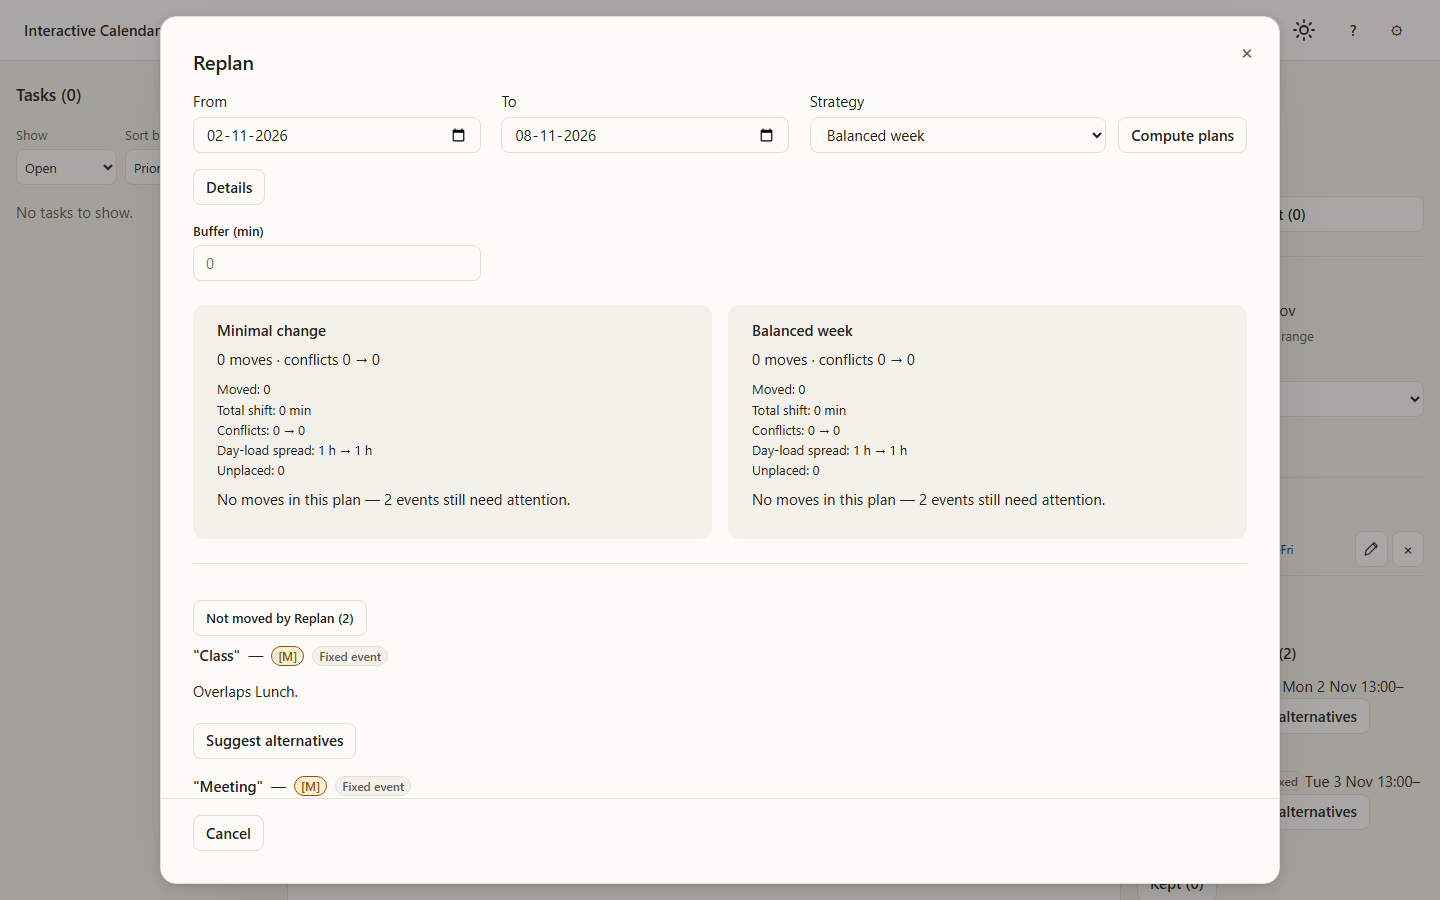 Interactive Calendar
?
Tasks (0)
Show
Sort b
Open
Prior
No tasks to show.
Replan
×
From
To
Strategy
02-11-2026
08-11-2026
Balanced week
Compute plans
Details
Buffer (min)
0
Minimal change
0 moves · conflicts 0 → 0
Moved: 0
Total shift: 0 min
Conflicts: 0 → 0
Day-load spread: 1 h → 1 h
Unplaced: 0
No moves in this plan — 2 events still need attention.
Balanced week
0 moves · conflicts 0 → 0
Moved: 0
Total shift: 0 min
Conflicts: 0 → 0
Day-load spread: 1 h → 1 h
Unplaced: 0
No moves in this plan — 2 events still need attention.
Not moved by Replan (2)
"Class" — [M] Fixed event
Overlaps Lunch.
Suggest alternatives
"Meeting" — [M] Fixed event
Cancel
t (0)
ov
range
Fri
×
(2)
Mon 2 Nov 13:00–
alternatives
xed Tue 3 Nov 13:00–
alternatives
Kept (0)